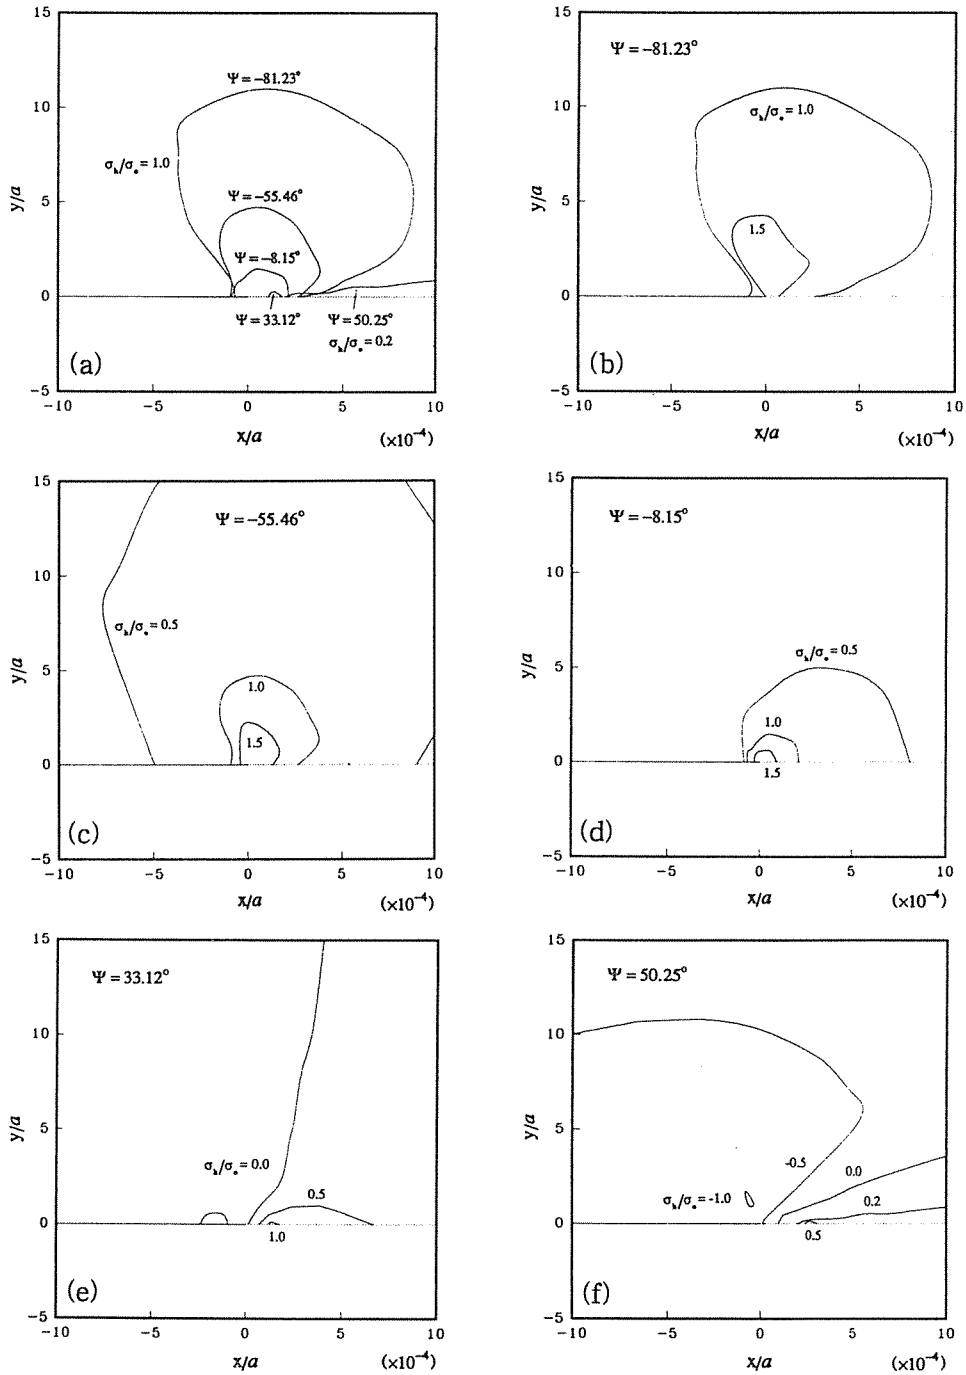 15
10
5
0
−5
y/a
Ψ = −81.23°
σₕ/σₒ = 1.0
Ψ = −55.46°
Ψ = −8.15°
Ψ = 33.12°
Ψ = 50.25°
σₕ/σₒ = 0.2
(a)
−10
−5
0
5
10
x/a
(×10⁻⁴)
15
10
5
0
−5
y/a
Ψ = −81.23°
σₕ/σₒ = 1.0
1.5
(b)
−10
−5
0
5
10
x/a
(×10⁻⁴)
15
10
5
0
−5
y/a
Ψ = −55.46°
σₕ/σₒ = 0.5
1.0
1.5
(c)
−10
−5
0
5
10
x/a
(×10⁻⁴)
15
10
5
0
−5
y/a
Ψ = −8.15°
σₕ/σₒ = 0.5
1.0
1.5
(d)
−10
−5
0
5
10
x/a
(×10⁻⁴)
15
10
5
0
−5
y/a
Ψ = 33.12°
σₕ/σₒ = 0.0
0.5
1.0
(e)
−10
−5
0
5
10
x/a
(×10⁻⁴)
15
10
5
0
−5
y/a
Ψ = 50.25°
-0.5
0.0
σₕ/σₒ = -1.0
0.2
0.5
(f)
−10
−5
0
5
10
x/a
(×10⁻⁴)